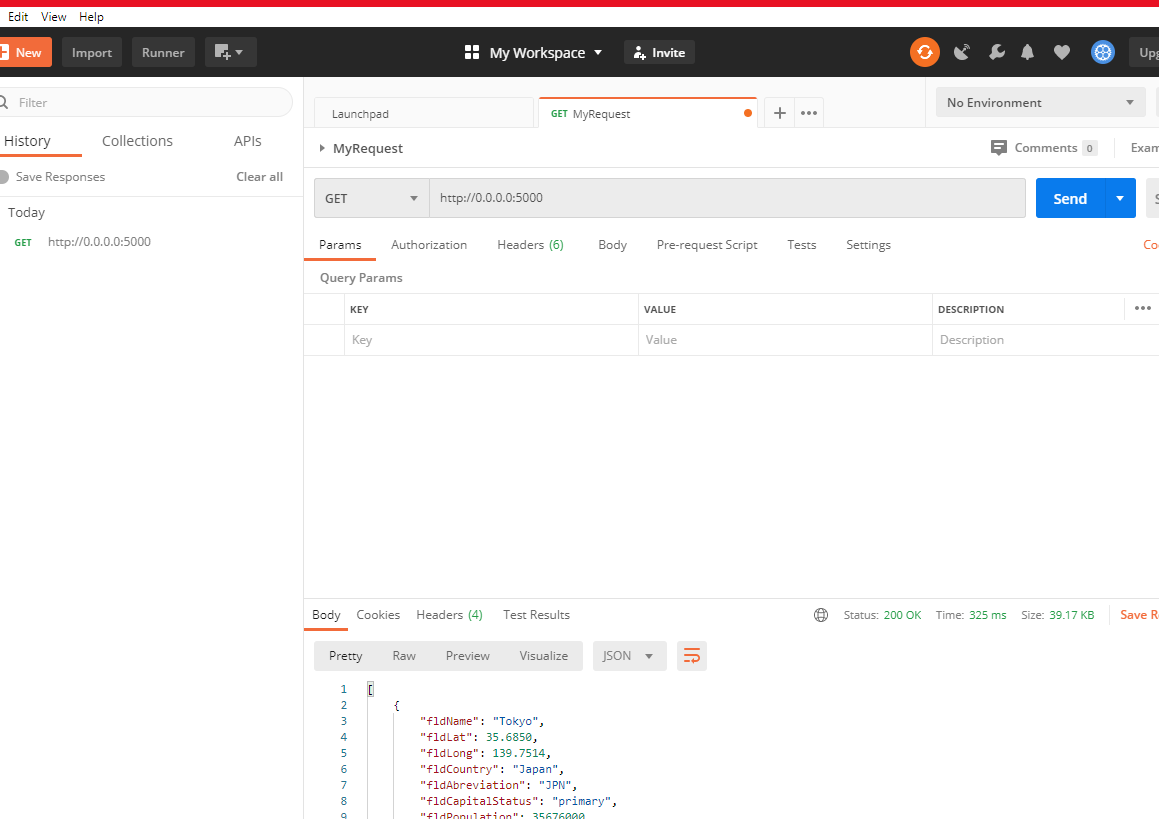 Edit View Help
New Import Runner My Workspace Invite Upg
Filter
History Collections APIs
Save Responses Clear all
Today
GET http://0.0.0.0:5000
Launchpad GET MyRequest No Environment
MyRequest Comments 0 Exam
GET http://0.0.0.0:5000 Send S
Params Authorization Headers (6) Body Pre-request Script Tests Settings Co
Query Params
KEY VALUE DESCRIPTION
Key Value Description
Body Cookies Headers (4) Test Results Status: 200 OK Time: 325 ms Size: 39.17 KB Save R
Pretty Raw Preview Visualize JSON
1 [
2 {
3 "fldName": "Tokyo",
4 "fldLat": 35.6850,
5 "fldLong": 139.7514,
6 "fldCountry": "Japan",
7 "fldAbreviation": "JPN",
8 "fldCapitalStatus": "primary",
9 "fldPopulation": 35676000